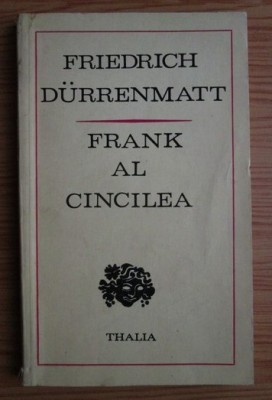 FRIEDRICH
DÜRRENMATT
FRANK
AL
CINCILEA
THALIA